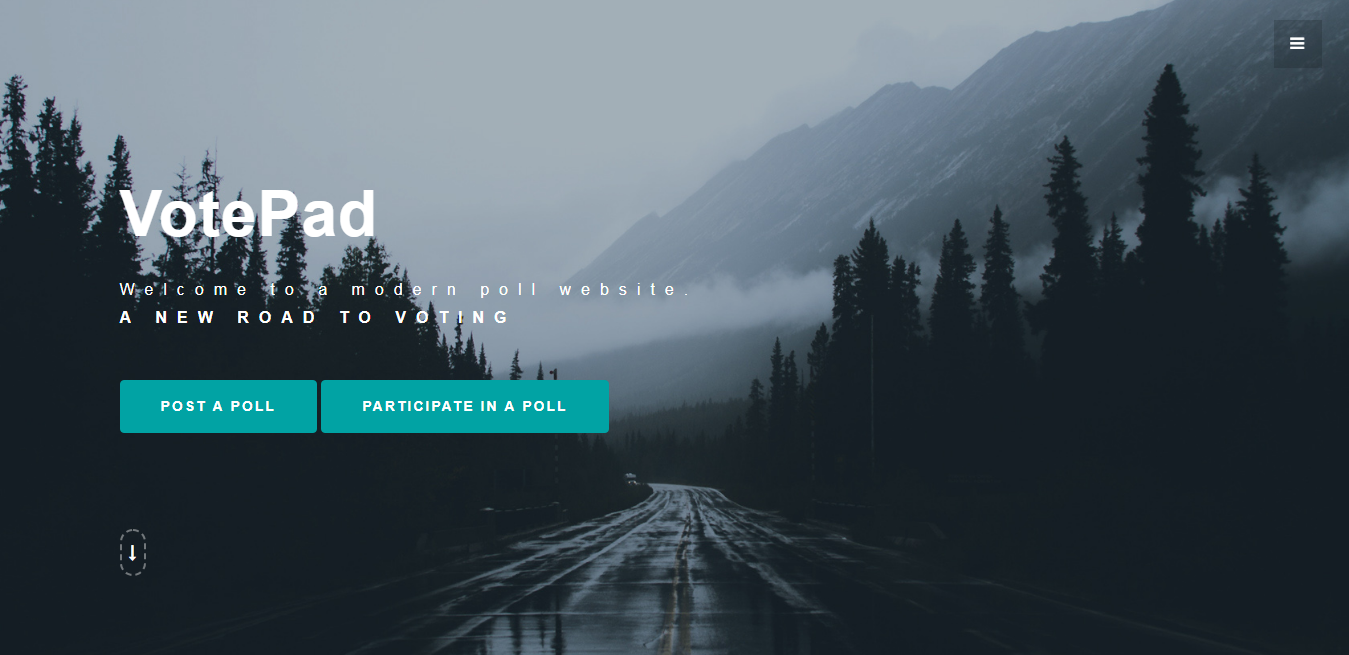 VotePad
Welcome to a modern poll website.
A NEW ROAD TO VOTING
POST A POLL
PARTICIPATE IN A POLL